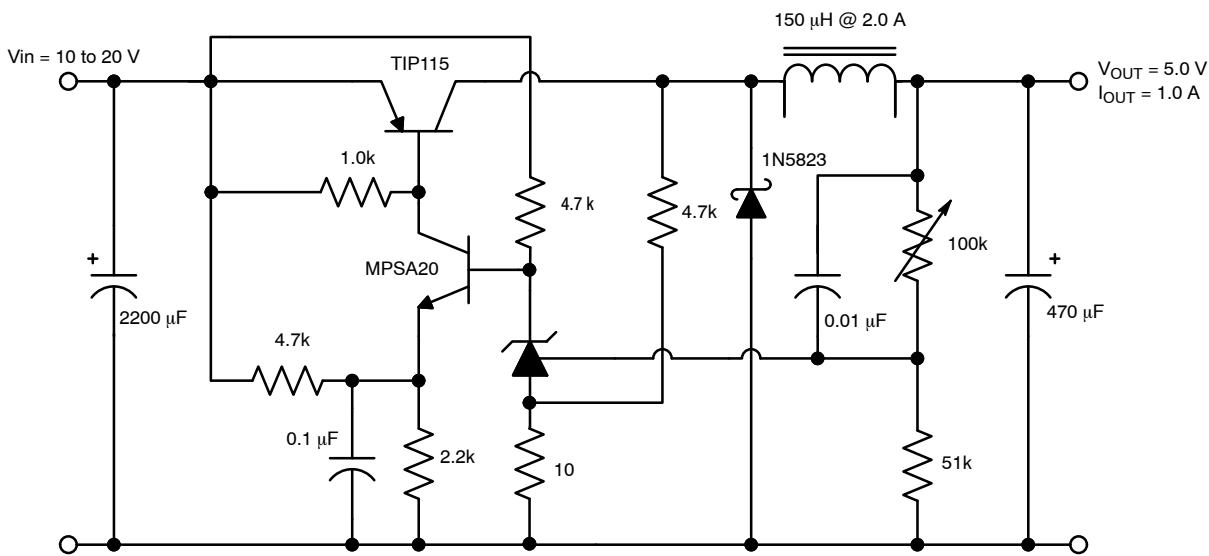 150 μH @ 2.0 A
Vin = 10 to 20 V
TIP115
VOUT = 5.0 V
IOUT = 1.0 A
1.0k
1N5823
4.7 k
4.7k
100k
MPSA20
+
+
2200 μF
0.01 μF
470 μF
4.7k
0.1 μF
2.2k
10
51k